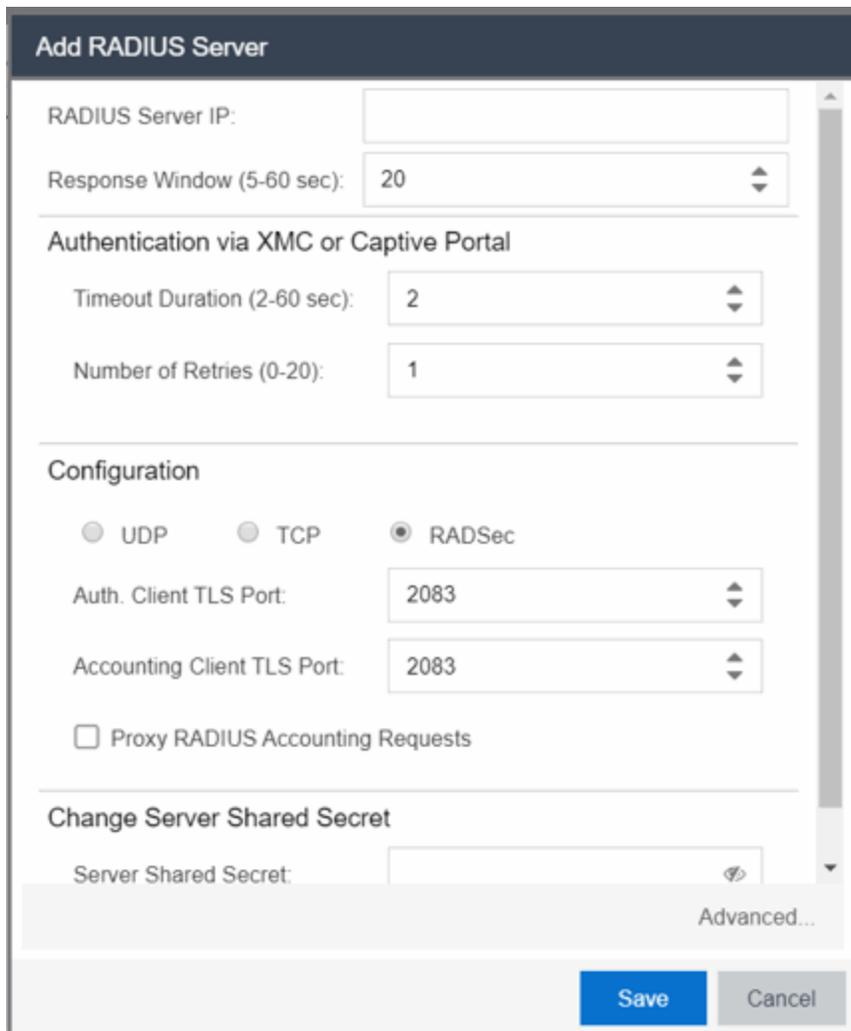 Add RADIUS Server
RADIUS Server IP:
Response Window (5-60 sec): 20
Authentication via XMC or Captive Portal
Timeout Duration (2-60 sec): 2
Number of Retries (0-20): 1
Configuration
UDP TCP RADSec
Auth. Client TLS Port: 2083
Accounting Client TLS Port: 2083
Proxy RADIUS Accounting Requests
Change Server Shared Secret
Server Shared Secret:
Advanced...
Save Cancel